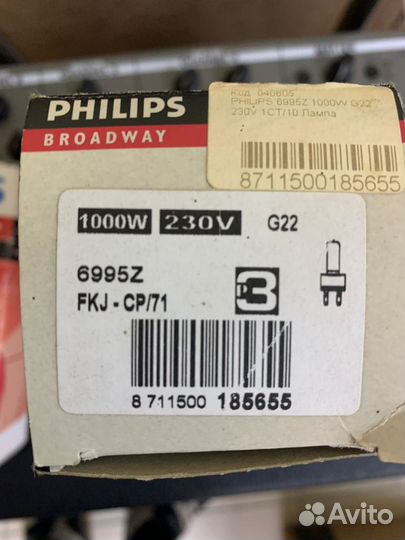 PHILIPS
BROADWAY
Код 040605
PHILIPS 6995Z 1000W G22
230V 1CT/10 Лампа
8711500185655
1000W 230V G22
6995Z
FKJ - CP/71
3
8 711500 185655
Avito